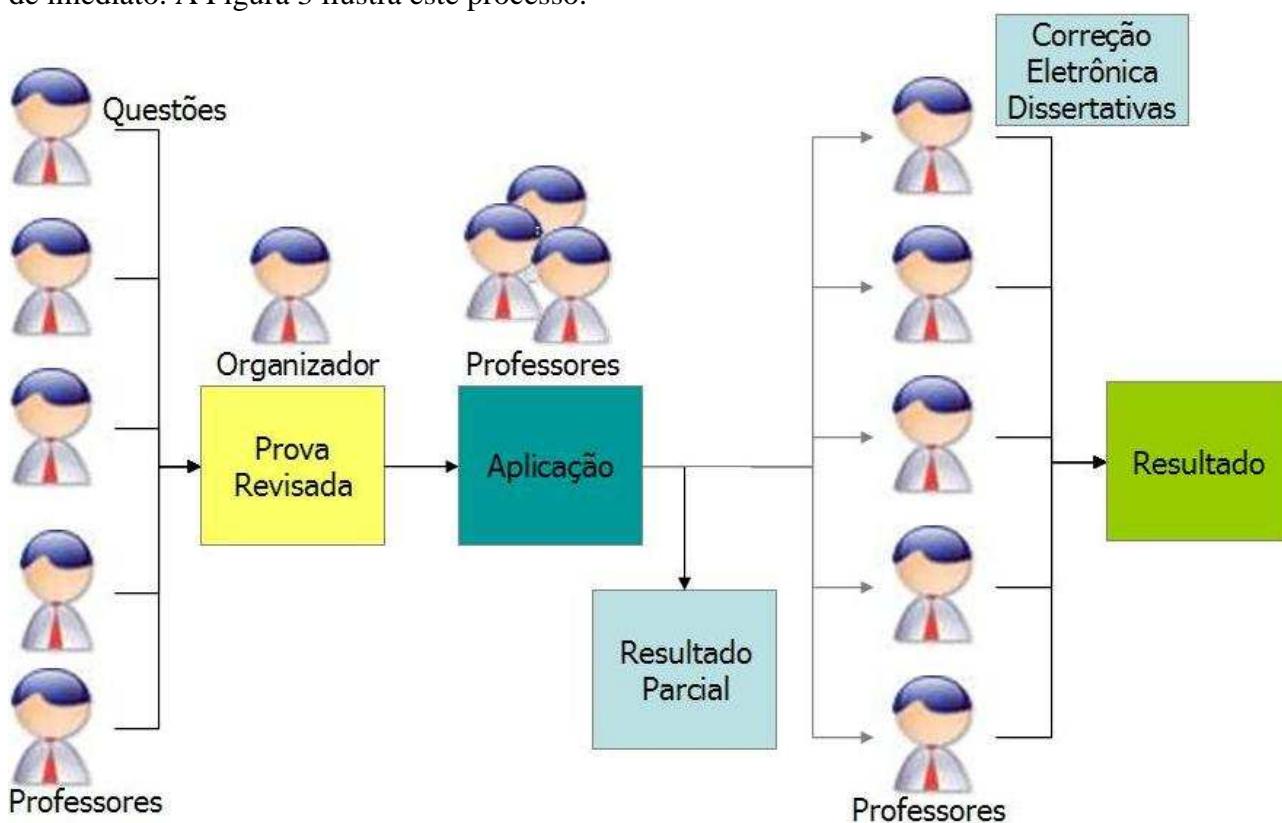 de imediato. A Figura 3 ilustra este processo.
Questões
Professores
Organizador
Prova
Revisada
Professores
Aplicação
Resultado
Parcial
Correção
Eletrônica
Dissertativas
Professores
Resultado